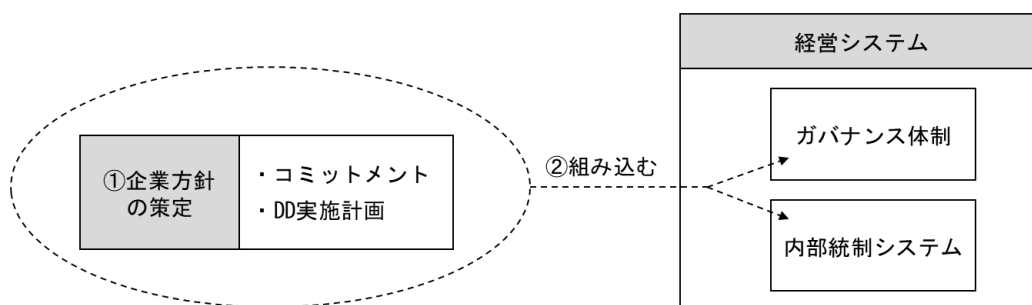 経営システム
ガバナンス体制
①企業方針
の策定
・コミットメント
・DD実施計画
②組み込む
内部統制システム